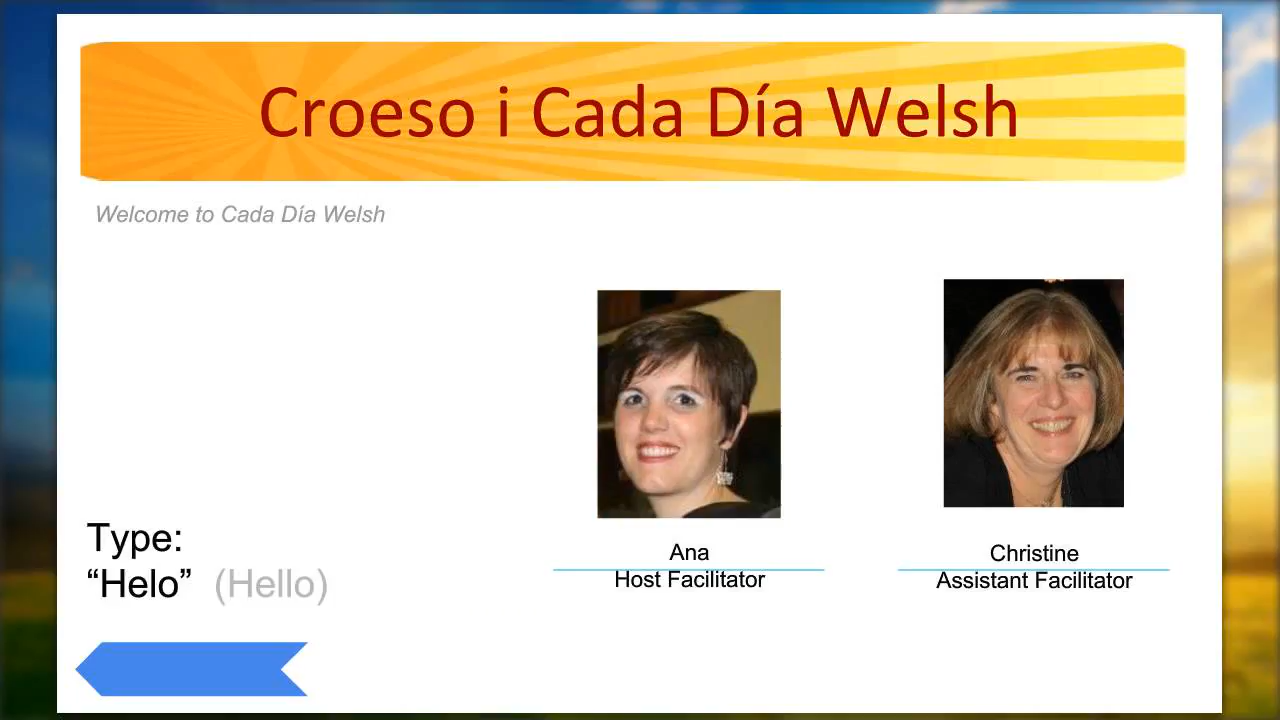 Croeso i Cada Día Welsh
Welcome to Cada Día Welsh
Type:
“Helo” (Hello)
Ana
Host Facilitator
Christine
Assistant Facilitator